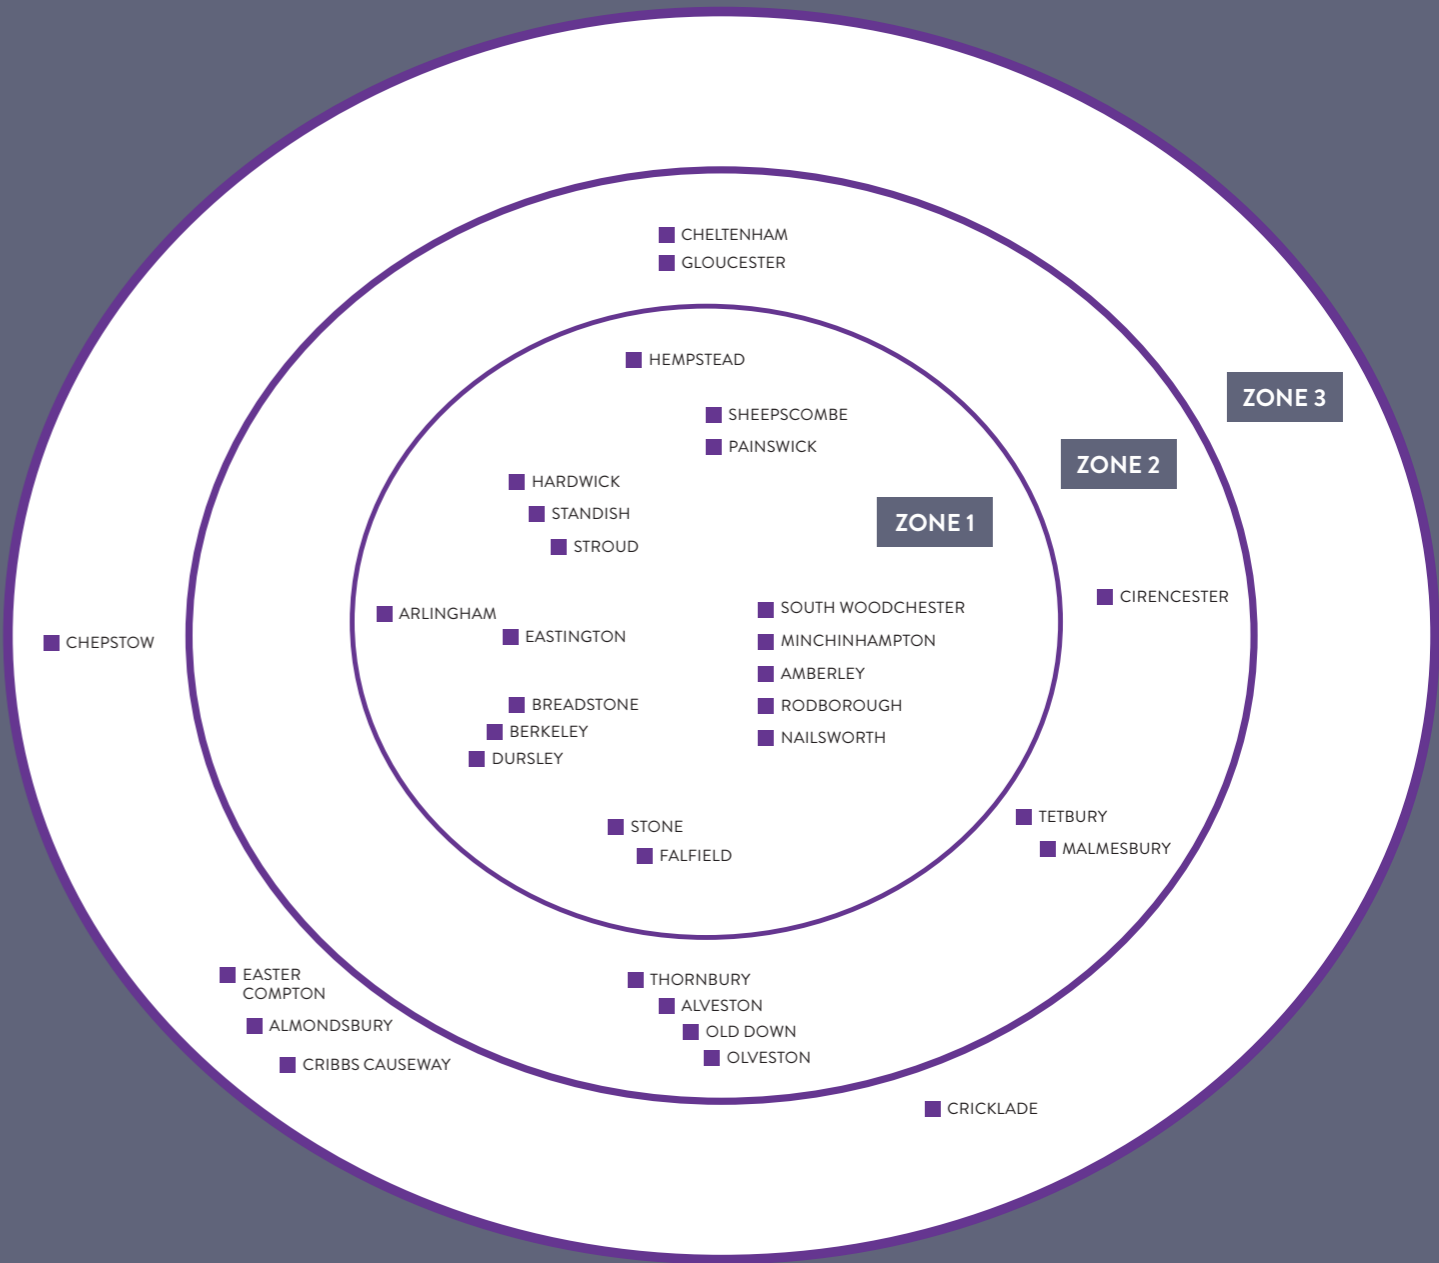 CHELTENHAM
GLOUCESTER
HEMPSTEAD
ZONE 3
SHEEPSCOMBE
PAINSWICK
ZONE 2
HARDWICK
STANDISH
STROUD
ZONE 1
CIRENCESTER
ARLINGHAM
EASTINGTON
SOUTH WOODCHESTER
MINCHINHAMPTON
AMBERLEY
RODBOROUGH
NAILSWORTH
CHEPSTOW
BREADSTONE
BERKELEY
DURSLEY
STONE
FALFIELD
TETBURY
MALMESBURY
EASTER
COMPTON
ALMONDSBURY
CRIBBS CAUSEWAY
THORNBURY
ALVESTON
OLD DOWN
OLVESTON
CRICKLADE